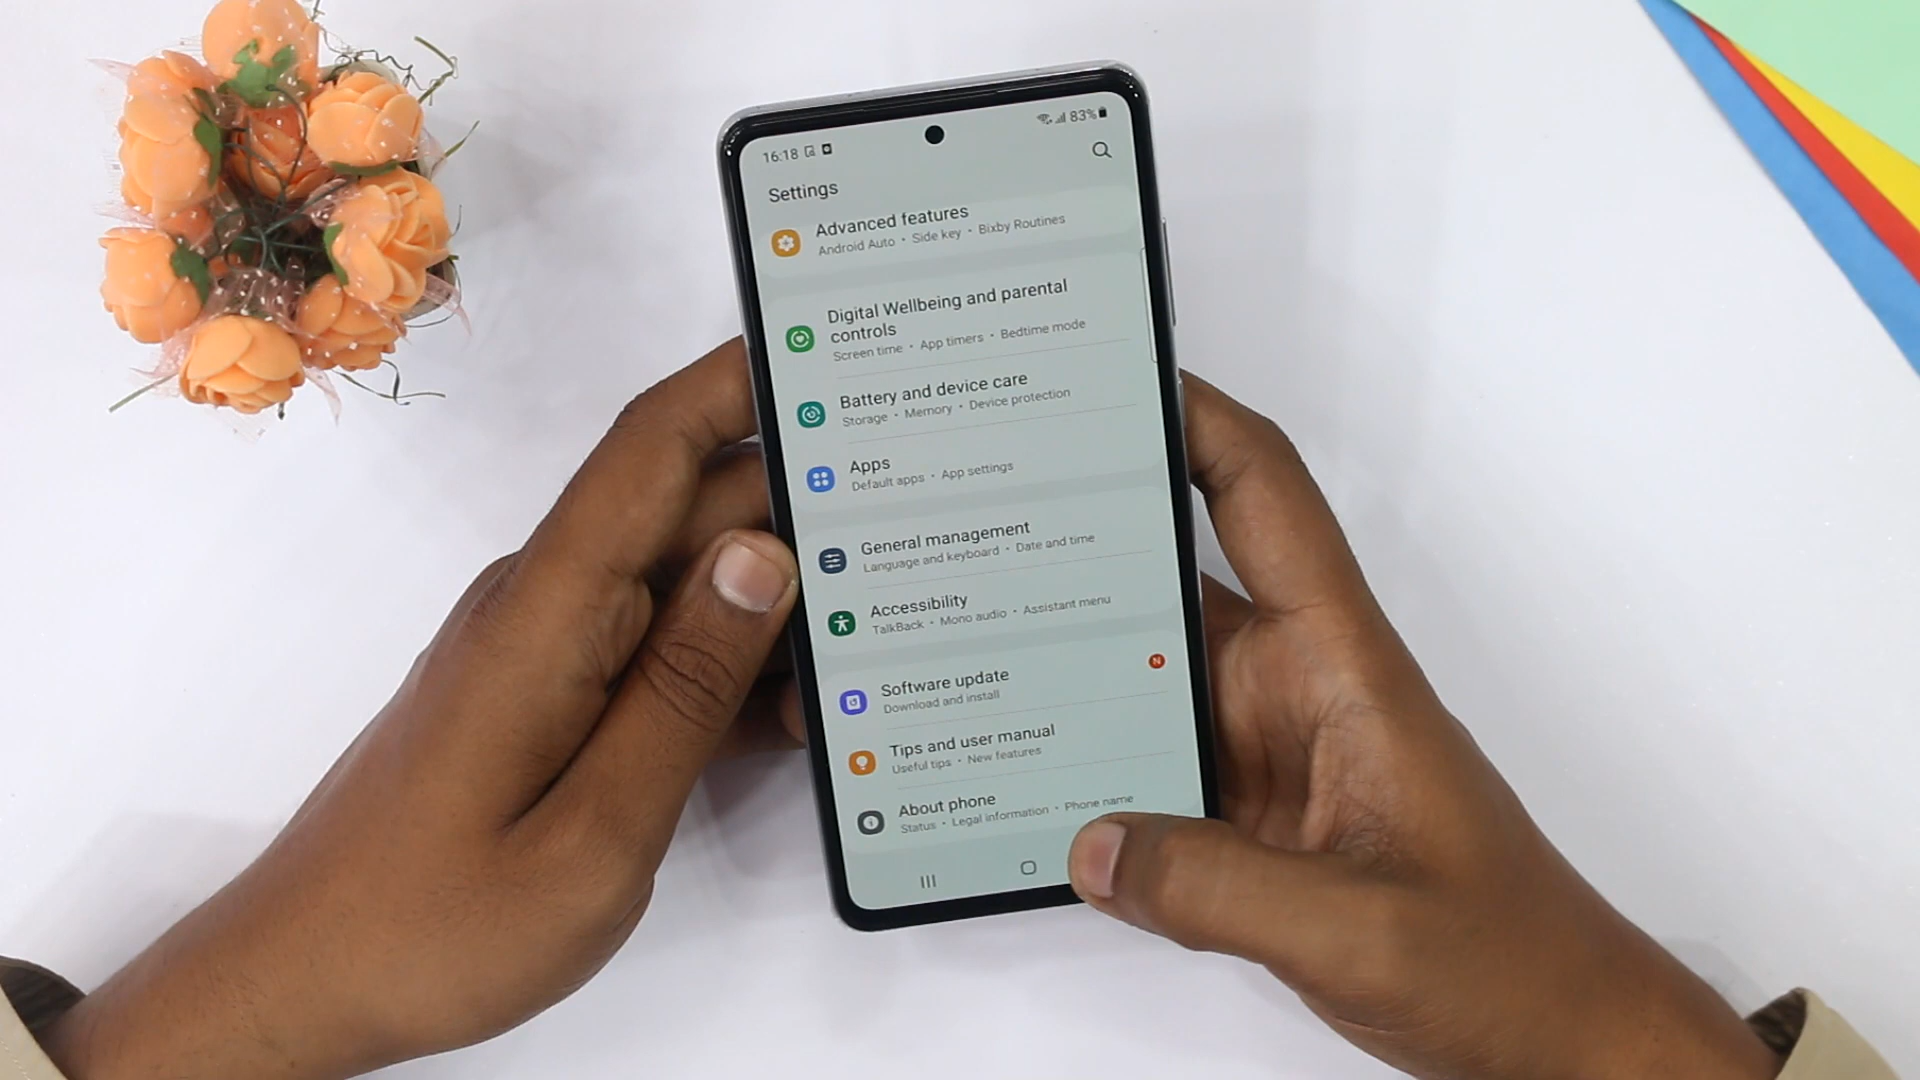 16:18
83%
Settings
Advanced features
Android Auto • Side key • Bixby Routines
Digital Wellbeing and parental
controls
Screen time • App timers • Bedtime mode
Battery and device care
Storage • Memory • Device protection
Apps
Default apps • App settings
General management
Language and keyboard • Date and time
Accessibility
TalkBack • Mono audio • Assistant menu
Software update
N
Download and install
Tips and user manual
Useful tips • New features
About phone
Status • Legal information • Phone name